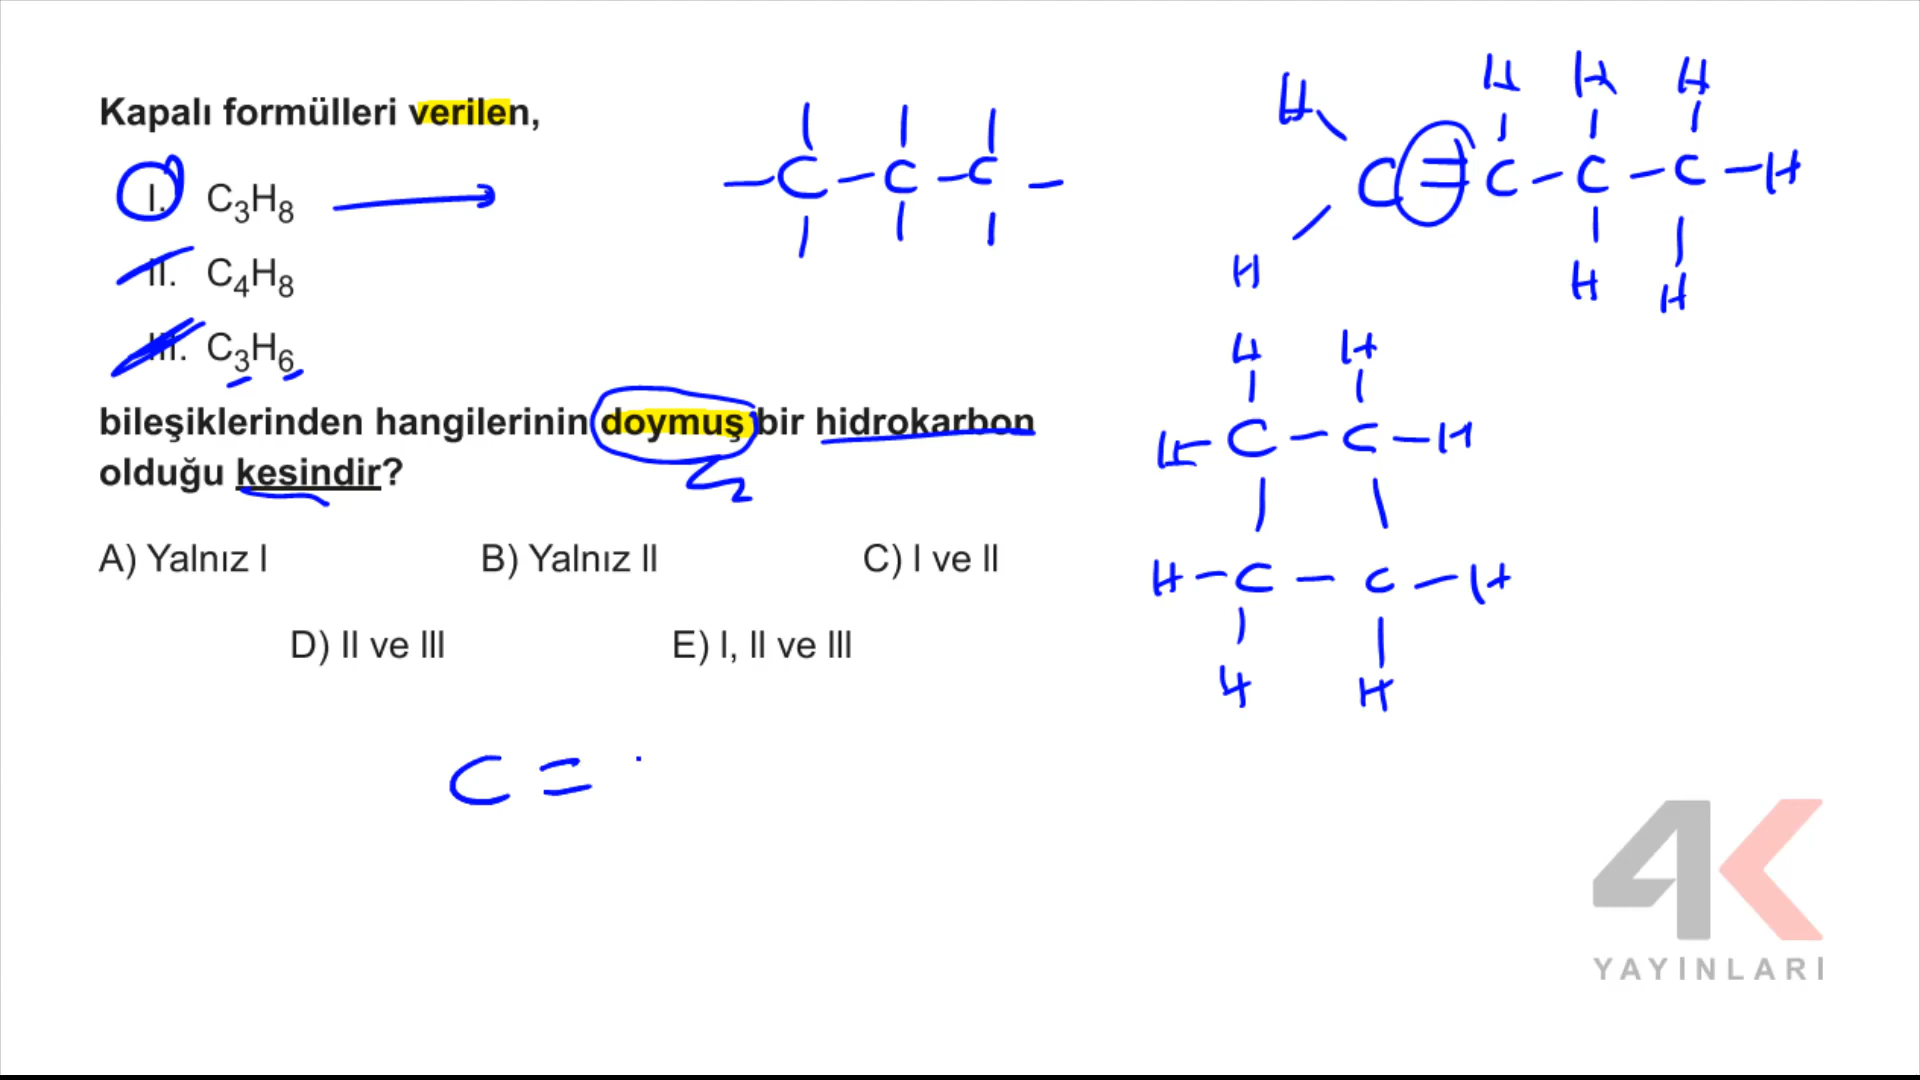 Kapalı formülleri verilen,
I. C₃H₈
II. C₄H₈
III. C₃H₆
bileşiklerinden hangilerinin doymuş bir hidrokarbon
olduğu kesindir?
A) Yalnız I B) Yalnız II C) I ve II
D) II ve III E) I, II ve III
C – C – C
H H H H
C = C – C – C – H
H H H
H H
H – C – C – H
H – C – C – H
H H
C =
4K
YAYINLARI